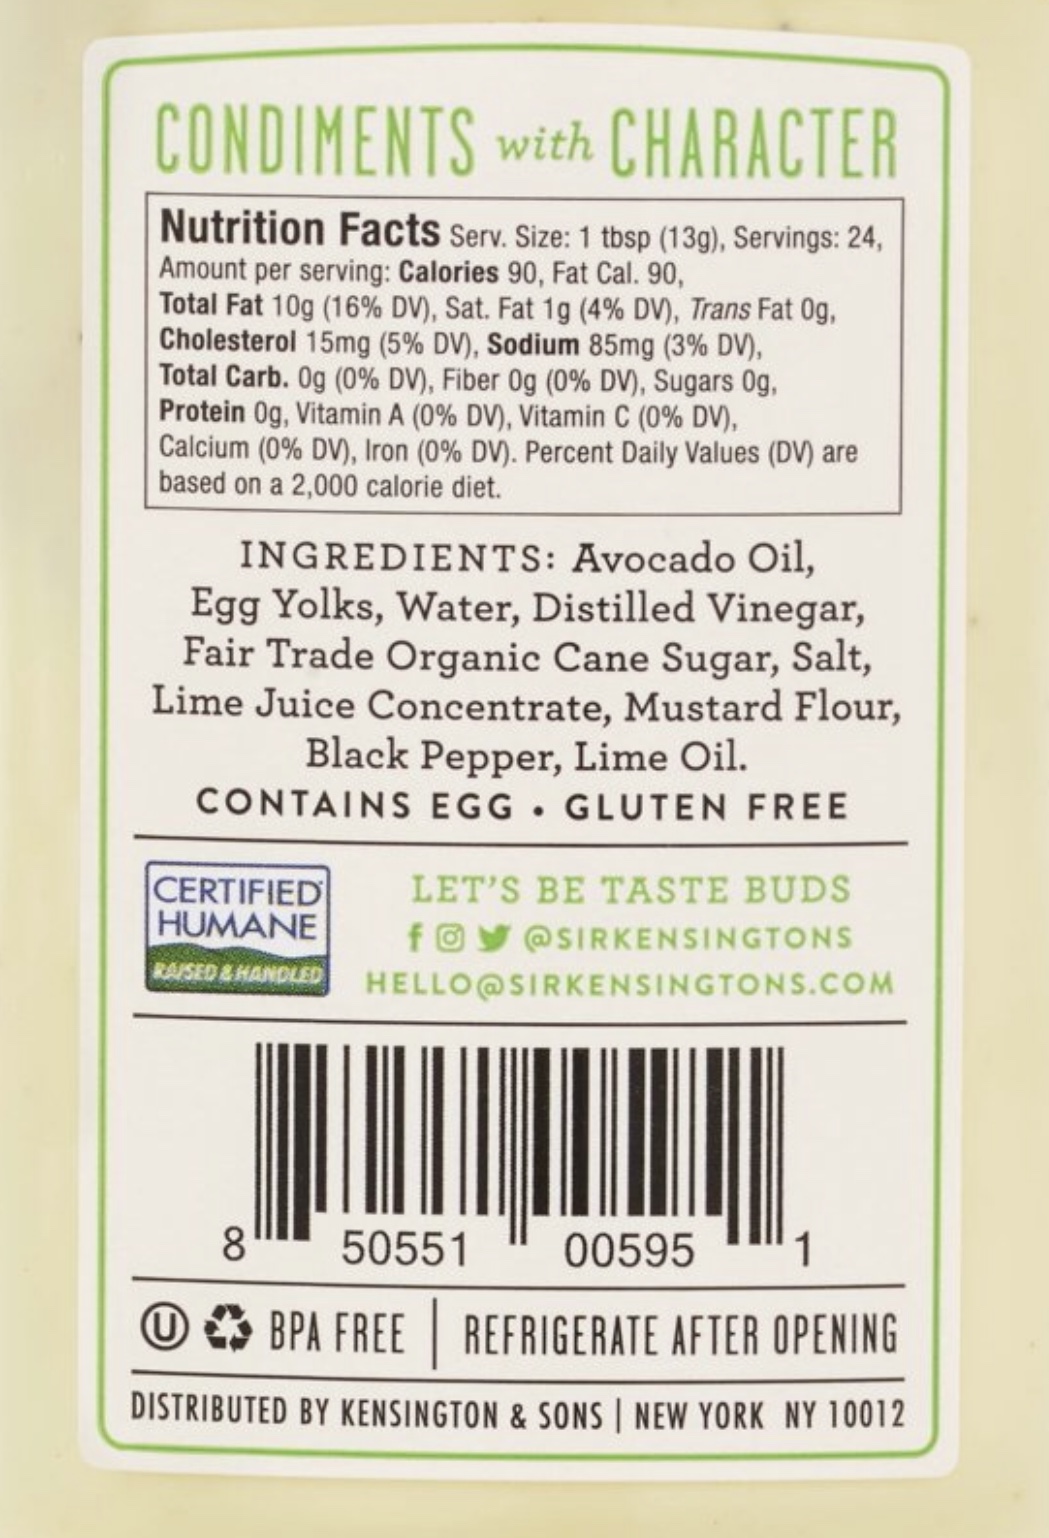 CONDIMENTS with CHARACTER
Nutrition Facts Serv. Size: 1 tbsp (13g), Servings: 24,
Amount per serving: Calories 90, Fat Cal. 90,
Total Fat 10g (16% DV), Sat. Fat 1g (4% DV), Trans Fat 0g,
Cholesterol 15mg (5% DV), Sodium 85mg (3% DV),
Total Carb. 0g (0% DV), Fiber 0g (0% DV), Sugars 0g,
Protein 0g, Vitamin A (0% DV), Vitamin C (0% DV),
Calcium (0% DV), Iron (0% DV). Percent Daily Values (DV) are
based on a 2,000 calorie diet.
INGREDIENTS: Avocado Oil,
Egg Yolks, Water, Distilled Vinegar,
Fair Trade Organic Cane Sugar, Salt,
Lime Juice Concentrate, Mustard Flour,
Black Pepper, Lime Oil.
CONTAINS EGG • GLUTEN FREE
CERTIFIED
HUMANE
RAISED & HANDLED
LET'S BE TASTE BUDS
@SIRKENSINGTONS
HELLO@SIRKENSINGTONS.COM
8 50551 00595 1
U BPA FREE | REFRIGERATE AFTER OPENING
DISTRIBUTED BY KENSINGTON & SONS | NEW YORK NY 10012